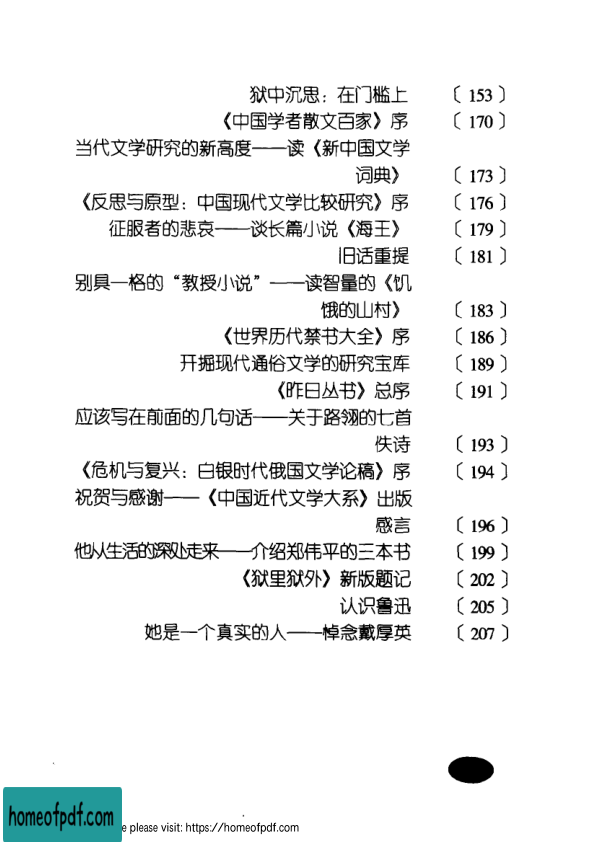 狱中沉思：在门槛上 〔153〕
《中国学者散文百家》序 〔170〕
当代文学研究的新高度——读《新中国文学
词典》 〔173〕
《反思与原型：中国现代文学比较研究》序 〔176〕
征服者的悲哀——谈长篇小说《海王》 〔179〕
旧话重提 〔181〕
别具一格的“教授小说”——读智量的《饥
饿的山村》 〔183〕
《世界历代禁书大全》序 〔186〕
开掘现代通俗文学的研究宝库 〔189〕
《昨日丛书》总序 〔191〕
应该写在前面的几句话——关于路翎的七首
佚诗 〔193〕
《危机与复兴：白银时代俄国文学论稿》序 〔194〕
祝贺与感谢——《中国近代文学大系》出版
感言 〔196〕
他从生活的深处走来——介绍郑伟平的三本书 〔199〕
《狱里狱外》新版题记 〔202〕
认识鲁迅 〔205〕
她是一个真实的人——悼念戴厚英 〔207〕
homeofpdf.com
e please visit: https://homeofpdf.com